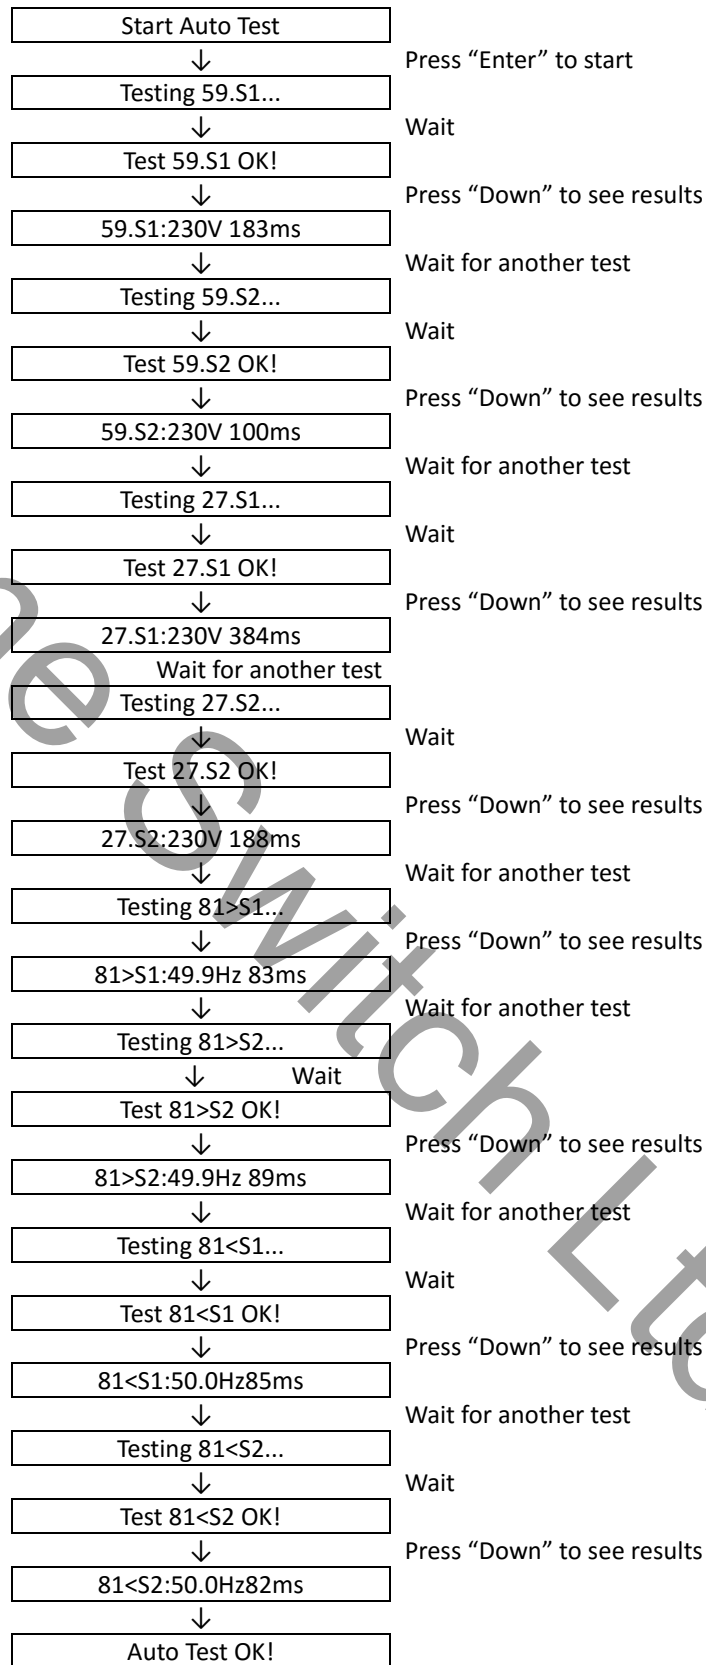 Start Auto Test
↓ Press “Enter” to start
Testing 59.S1...
↓ Wait
Test 59.S1 OK!
↓ Press “Down” to see results
59.S1:230V 183ms
↓ Wait for another test
Testing 59.S2...
↓ Wait
Test 59.S2 OK!
↓ Press “Down” to see results
59.S2:230V 100ms
↓ Wait for another test
Testing 27.S1...
↓ Wait
Test 27.S1 OK!
↓ Press “Down” to see results
27.S1:230V 384ms
Wait for another test
Testing 27.S2...
↓ Wait
Test 27.S2 OK!
↓ Press “Down” to see results
27.S2:230V 188ms
↓ Wait for another test
Testing 81>S1...
↓ Press “Down” to see results
81>S1:49.9Hz 83ms
↓ Wait for another test
Testing 81>S2...
↓ Wait
Test 81>S2 OK!
↓ Press “Down” to see results
81>S2:49.9Hz 89ms
↓ Wait for another test
Testing 81<S1...
↓ Wait
Test 81<S1 OK!
↓ Press “Down” to see results
81<S1:50.0Hz85ms
↓ Wait for another test
Testing 81<S2...
↓ Wait
Test 81<S2 OK!
↓ Press “Down” to see results
81<S2:50.0Hz82ms
↓
Auto Test OK!
Switch Ltd